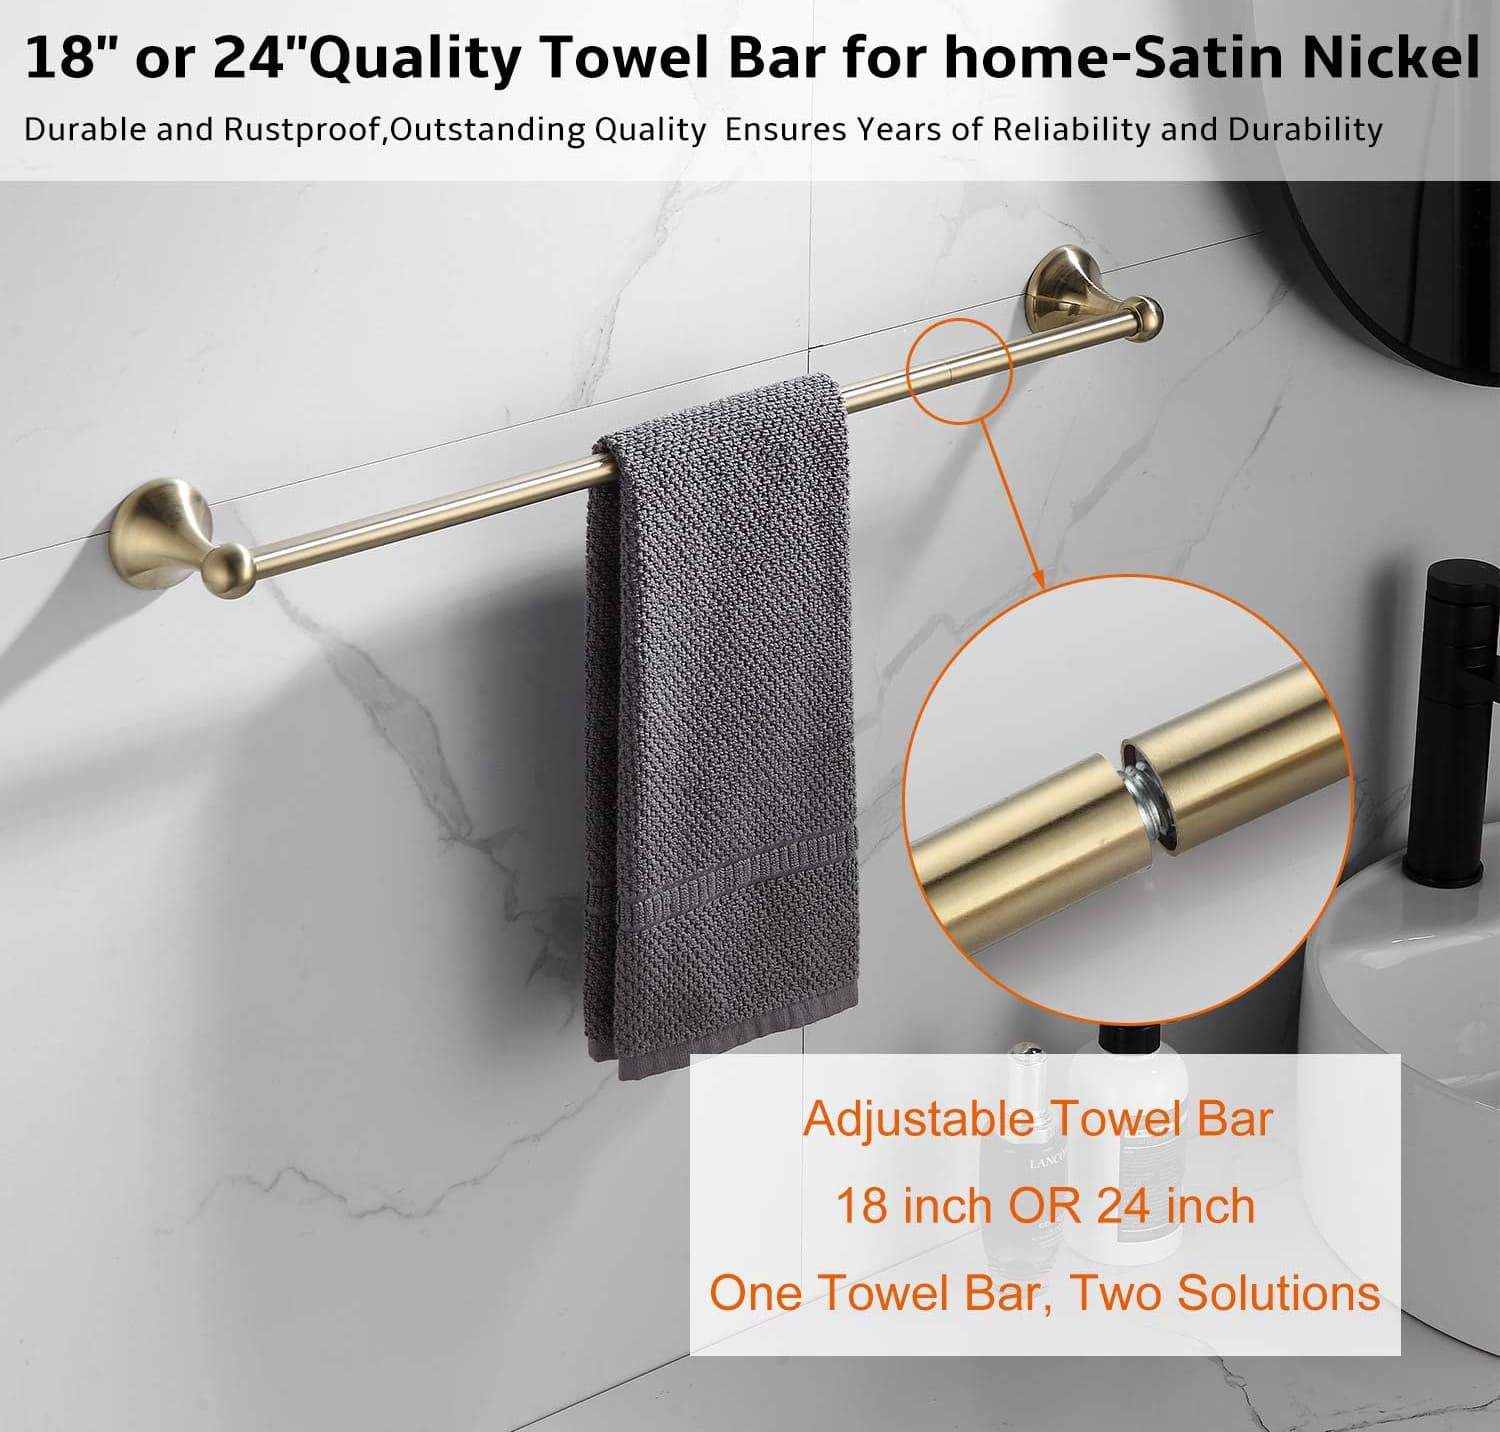 18" or 24"Quality Towel Bar for home-Satin Nickel
Durable and Rustproof,Outstanding Quality Ensures Years of Reliability and Durability
Adjustable Towel Bar
LANCÔ
18 inch OR 24 inch
One Towel Bar, Two Solutions